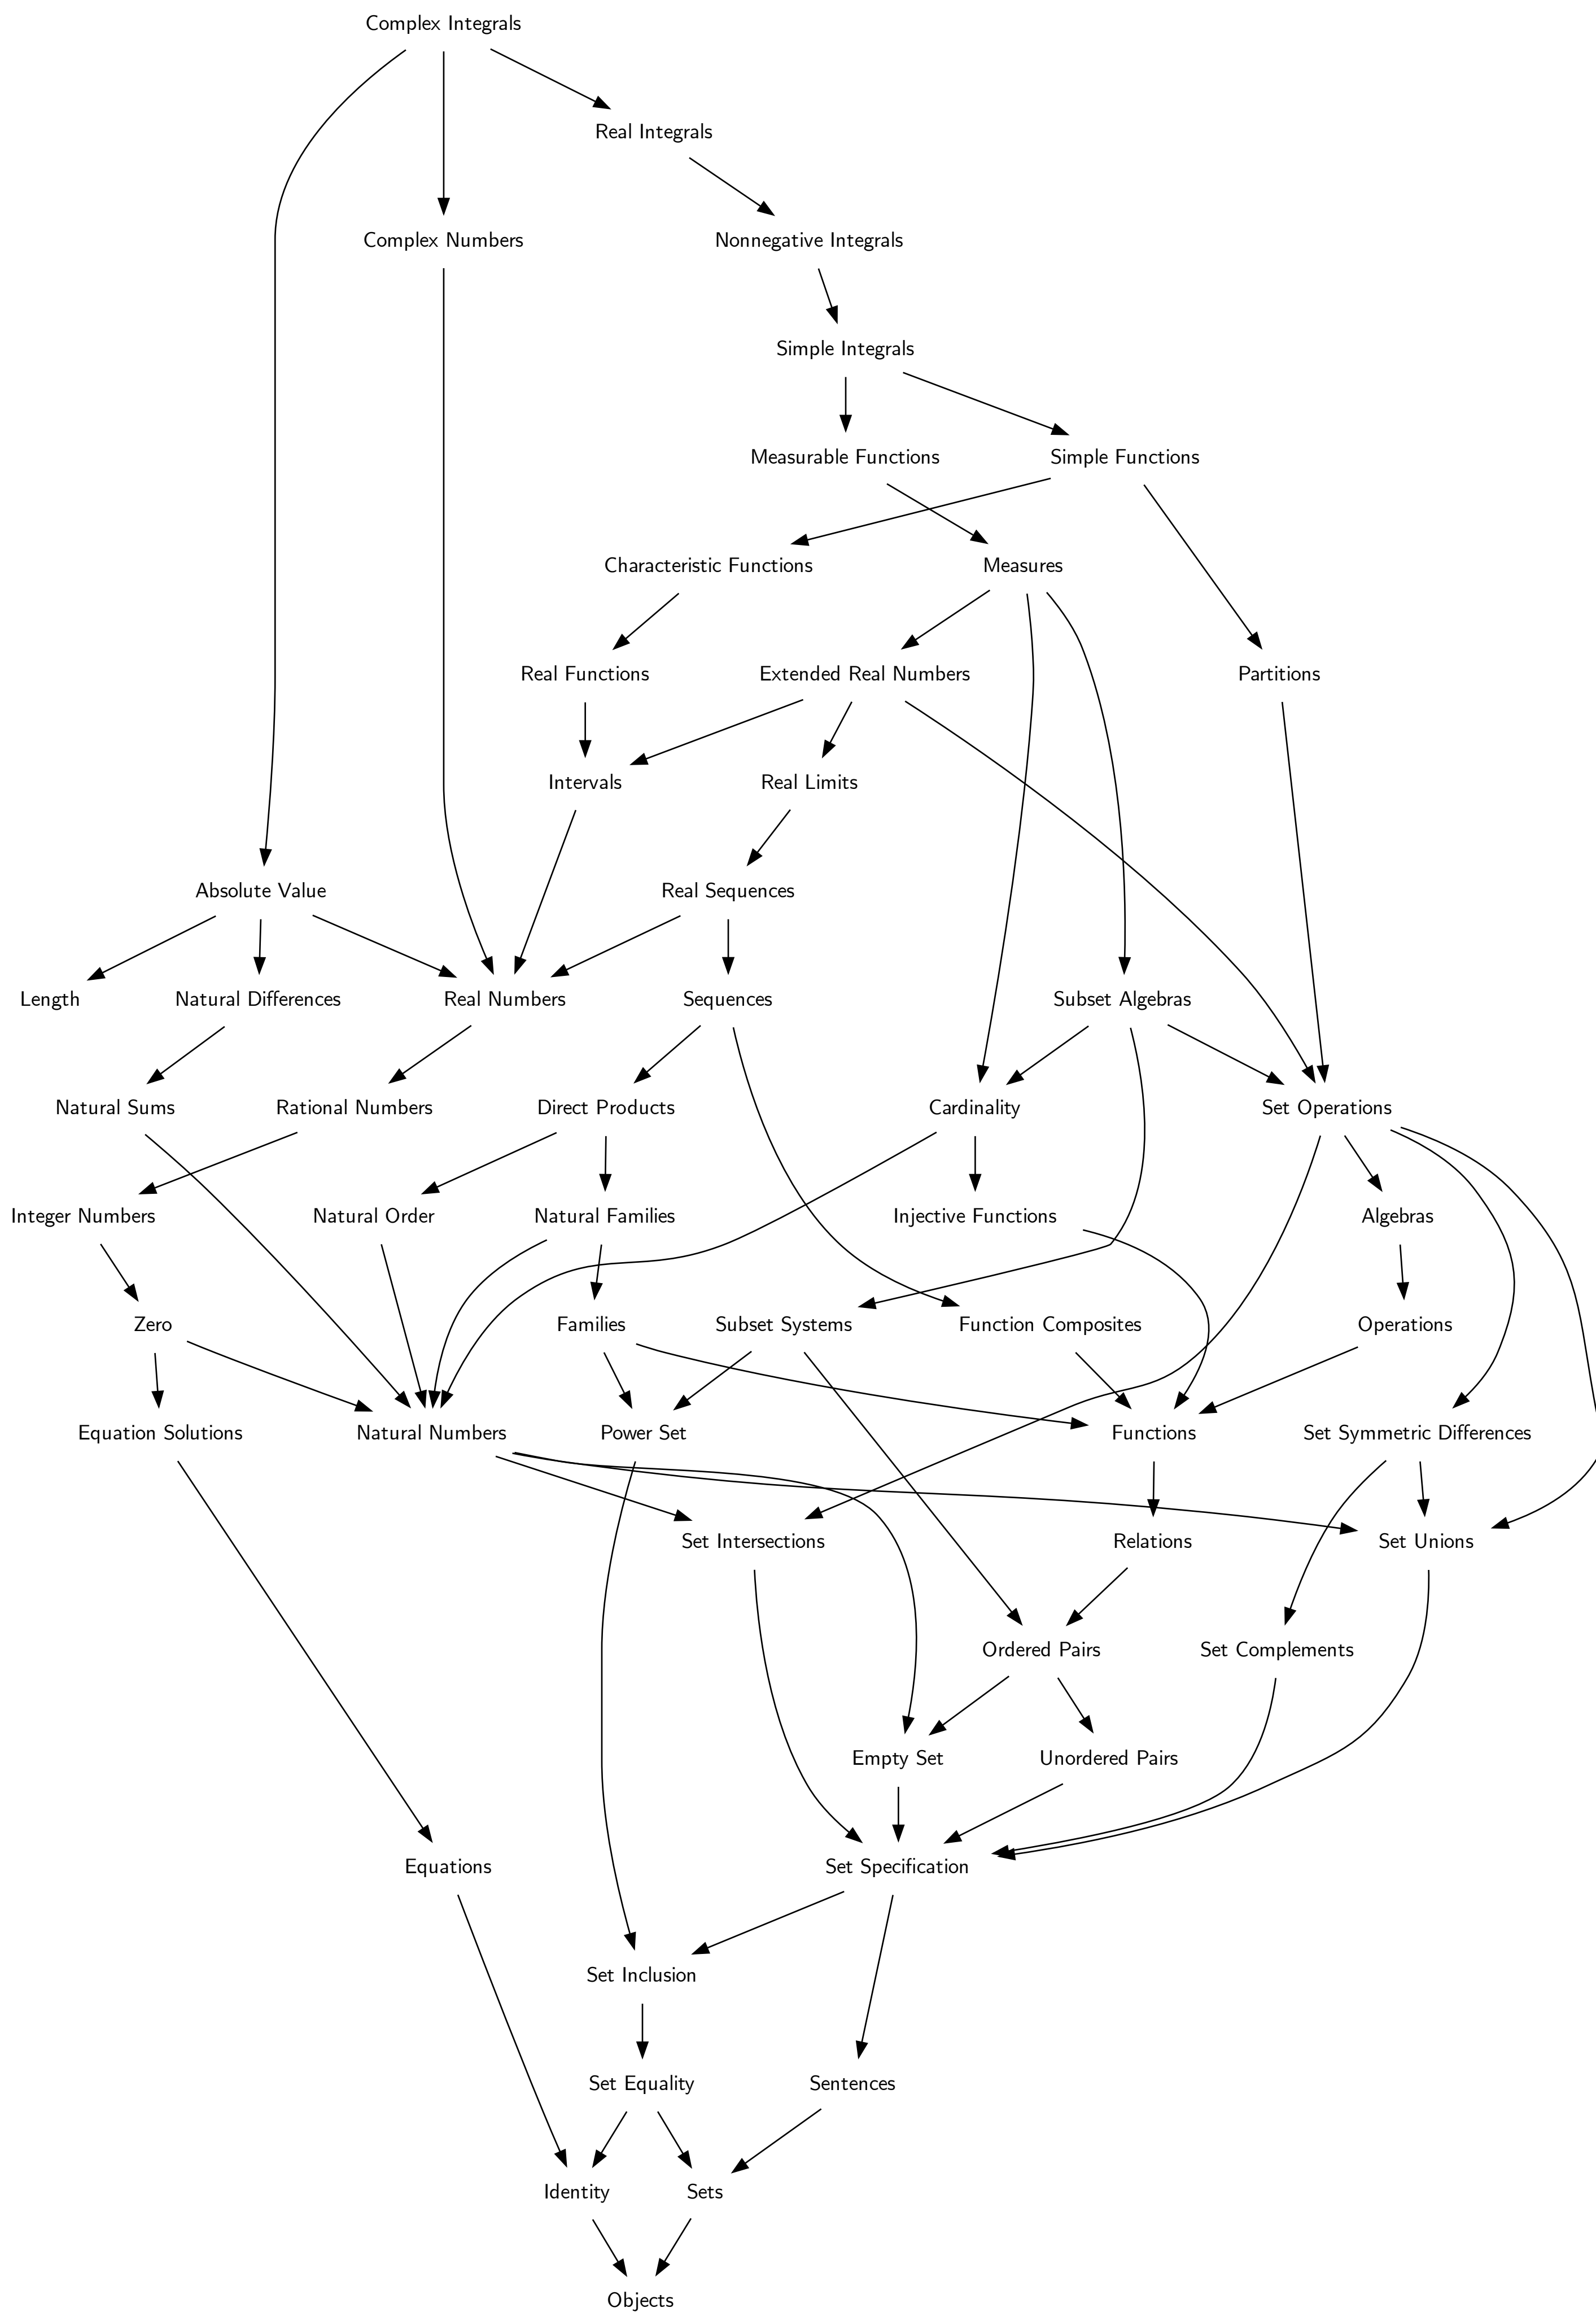 Complex Integrals
Real Integrals
Complex Numbers
Nonnegative Integrals
Simple Integrals
Measurable Functions
Simple Functions
Characteristic Functions
Measures
Real Functions
Extended Real Numbers
Partitions
Intervals
Real Limits
Absolute Value
Real Sequences
Length
Natural Differences
Real Numbers
Sequences
Subset Algebras
Natural Sums
Rational Numbers
Direct Products
Cardinality
Set Operations
Integer Numbers
Natural Order
Natural Families
Injective Functions
Algebras
Zero
Families
Subset Systems
Function Composites
Operations
Equation Solutions
Natural Numbers
Power Set
Functions
Set Symmetric Differences
Set Intersections
Relations
Set Unions
Ordered Pairs
Set Complements
Empty Set
Unordered Pairs
Equations
Set Specification
Set Inclusion
Set Equality
Sentences
Identity
Sets
Objects